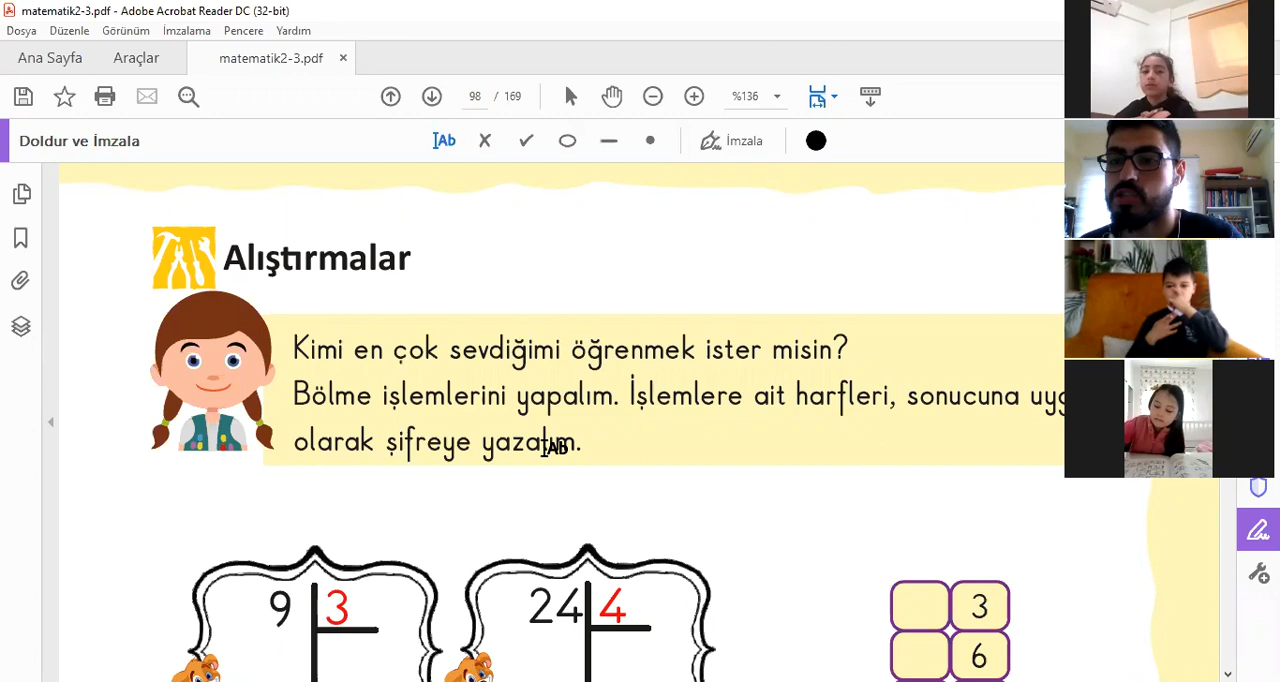 matematik2-3.pdf - Adobe Acrobat Reader DC (32-bit)
Dosya Düzenle Görünüm İmzalama Pencere Yardım
Ana Sayfa Araçlar matematik2-3.pdf ×
98 / 169 %136
Doldur ve İmzala Ab İmzala
Alıştırmalar
Kimi en çok sevdiğimi öğrenmek ister misin?
Bölme işlemlerini yapalım. İşlemlere ait harfleri, sonucuna
olarak şifreye yazalım.
Ab
9 3 24 4 3
6